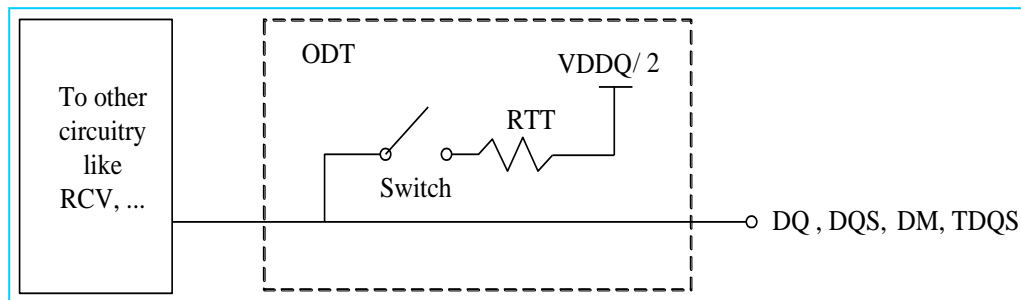 ODT
VDDQ/ 2
To other
circuitry
like
RCV, ...
RTT
Switch
DQ , DQS, DM, TDQS